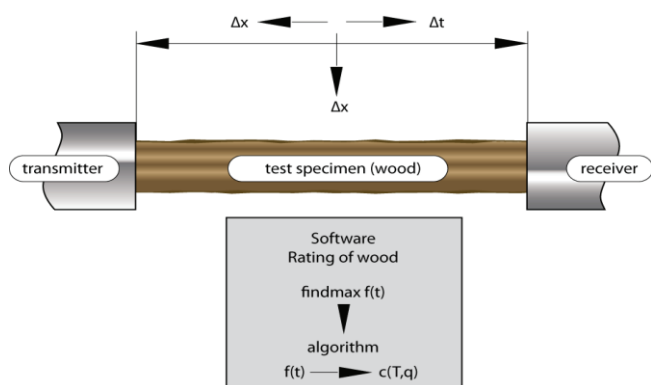 Δx
Δt
Δx
transmitter
test specimen (wood)
receiver
Software
Rating of wood
findmax f(t)
algorithm
f(t)
c(T,q)